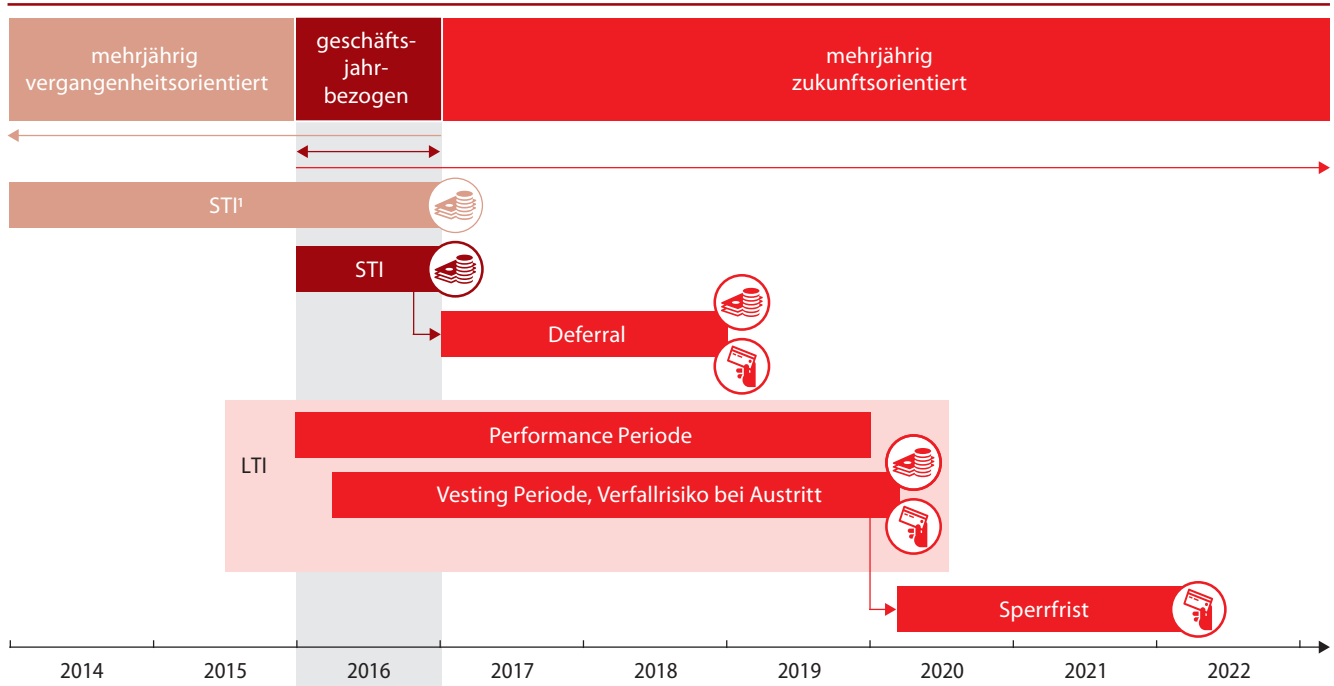 mehrjährig
vergangenheitsorientiert
geschäfts-
jahr-
bezogen
mehrjährig
zukunftsorientiert
STI¹
STI
Deferral
LTI
Performance Periode
Vesting Periode, Verfallrisiko bei Austritt
Sperrfrist
2014 2015 2016 2017 2018 2019 2020 2021 2022